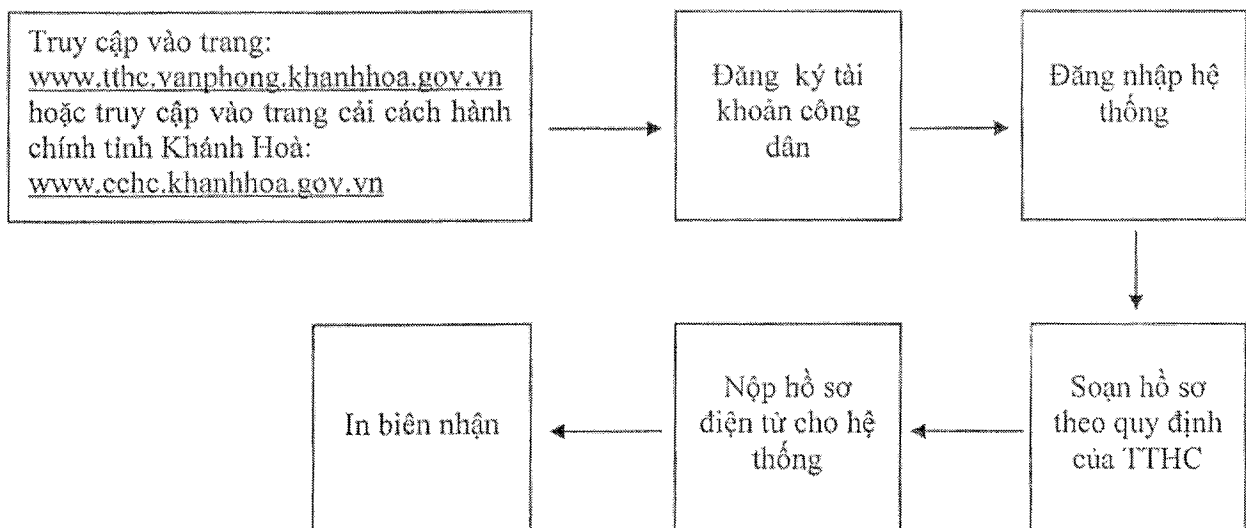 Truy cập vào trang:
www.tthc.vanphong.khanhhoa.gov.vn
hoặc truy cập vào trang cải cách hành
chính tỉnh Khánh Hoà:
www.cchc.khanhhoa.gov.vn
Đăng ký tài
khoản công
dân
Đăng nhập hệ
thống
Soạn hồ sơ
theo quy định
của TTHC
Nộp hồ sơ
điện tử cho hệ
thống
In biên nhận